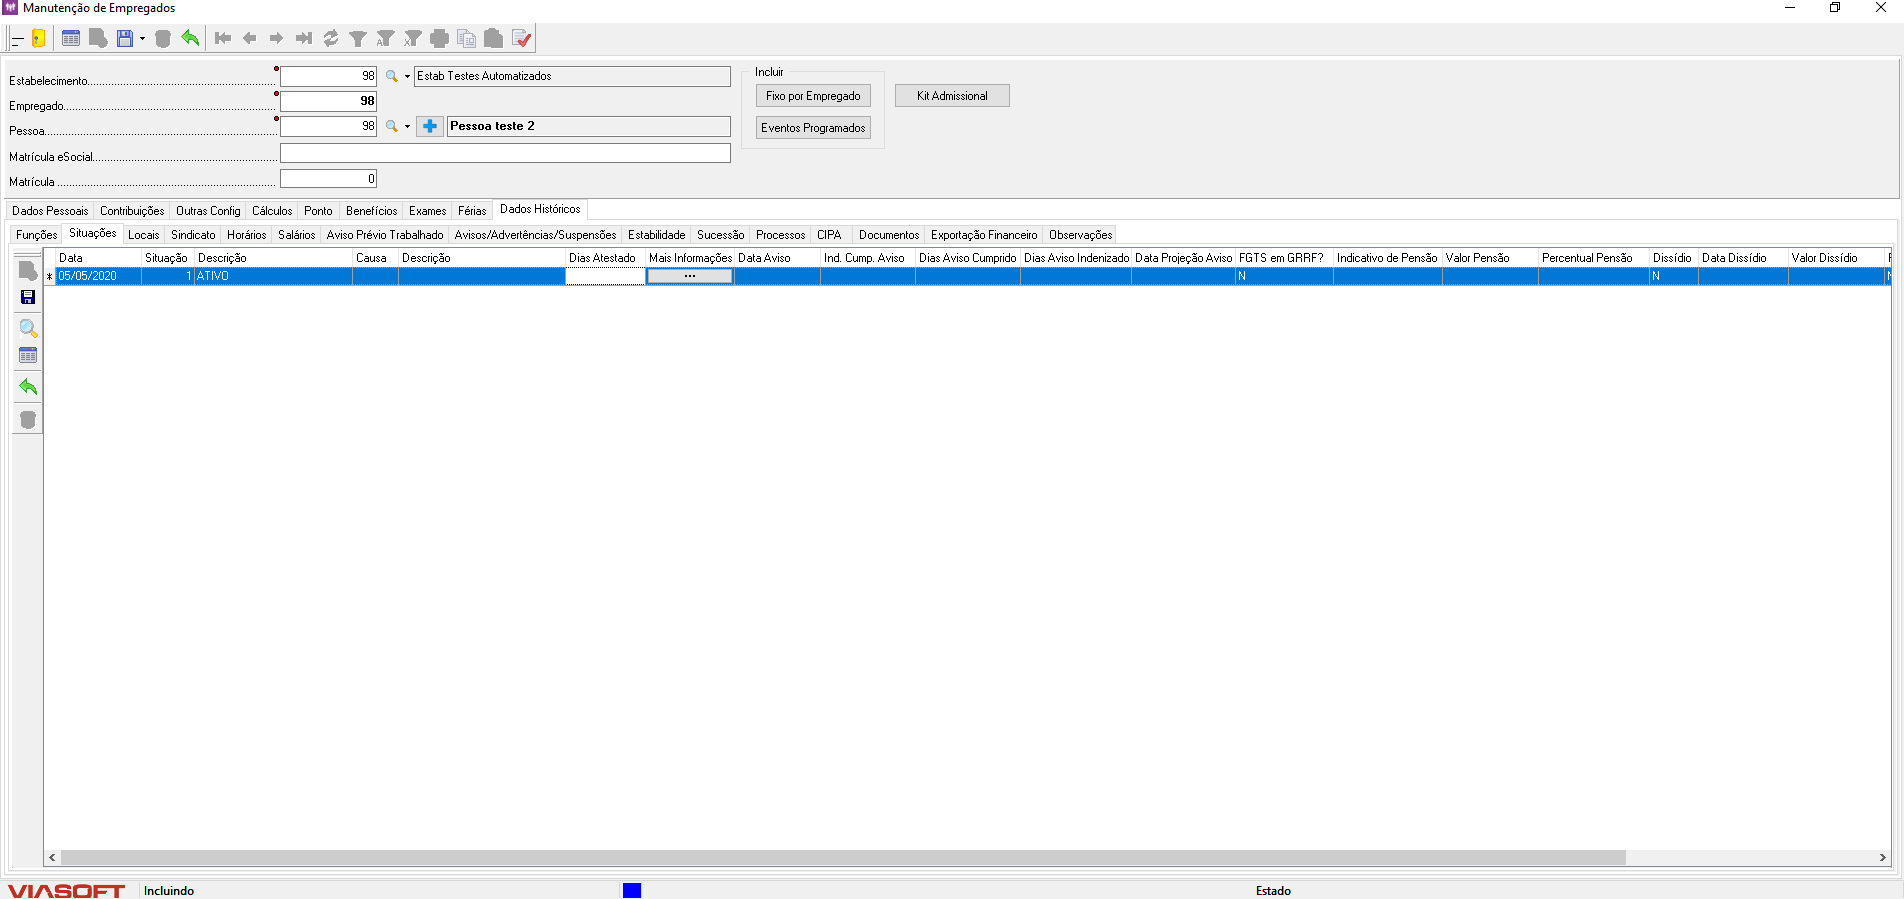 Manutenção de Empregados
Estabelecimento 98 Estab Testes Automatizados
Empregado 98
Pessoa 98 Pessoa teste 2
Matrícula eSocial
Matrícula 0
Incluir
Fixo por Empregado
Eventos Programados
Kit Admissional
Dados Pessoais Contribuições Outras Config Cálculos Ponto Benefícios Exames Férias Dados Históricos
Funções Situações Locais Sindicato Horários Salários Aviso Prévio Trabalhado Avisos/Advertências/Suspensões Estabilidade Sucessão Processos CIPA Documentos Exportação Financeiro Observações
Data Situação Descrição Causa Descrição Dias Atestado Mais Informações Data Aviso Ind. Cump. Aviso Dias Aviso Cumprido Dias Aviso Indenizado Data Projeção Aviso FGTS em GRRF? Indicativo de Pensão Valor Pensão Percentual Pensão Dissídio Data Dissídio Valor Dissídio
* 05/05/2020 1 ATIVO ... N N
VIASOFT Incluindo Estado